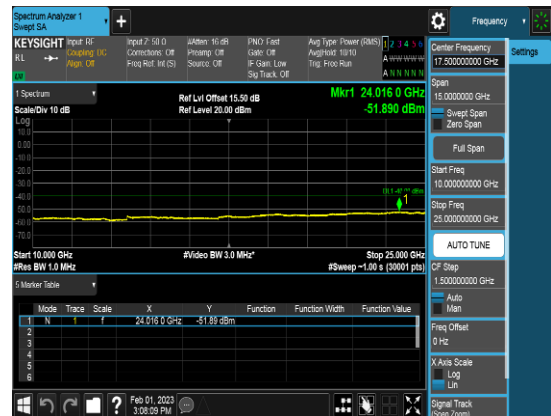 Spectrum Analyzer 1
Swept SA
+
Frequency
KEYSIGHT Input: RF Input Z: 50 Ω #Atten: 16 dB PNO: Fast Avg Type: Power (RMS) 1 2 3 4 5 6
RL Coupling: DC Corrections: Off Preamp: Off Gate: Off Avg|Hold: 10/10 A W W W W W
Align: Off Freq Ref: Int (S) Source: Off IF Gain: Low Trig: Free Run
Sig Track: Off A N N N N N
1 Spectrum
Scale/Div 10 dB
Ref Lvl Offset 15.50 dB
Ref Level 20.00 dBm
Mkr1 24.016 0 GHz
-51.890 dBm
Log
10.0
0.00
-10.0
-20.0
-30.0
-40.0
-50.0
-60.0
-70.0
1
Start 10.000 GHz
#Res BW 1.0 MHz
#Video BW 3.0 MHz*
Stop 25.000 GHz
#Sweep ~1.00 s (30001 pts)
5 Marker Table
Mode Trace Scale X Y Function Function Width Function Value
1 N 1 f 24.016 0 GHz -51.89 dBm
2
3
4
5
6
Feb 01, 2023
3:08:09 PM
Center Frequency
17.500000000 GHz
Settings
Span
15.0000000 GHz
Swept Span
Zero Span
Full Span
Start Freq
10.000000000 GHz
Stop Freq
25.000000000 GHz
AUTO TUNE
CF Step
1.500000000 GHz
Auto
Man
Freq Offset
0 Hz
X Axis Scale
Log
Lin
Signal Track
(Span Zoom)